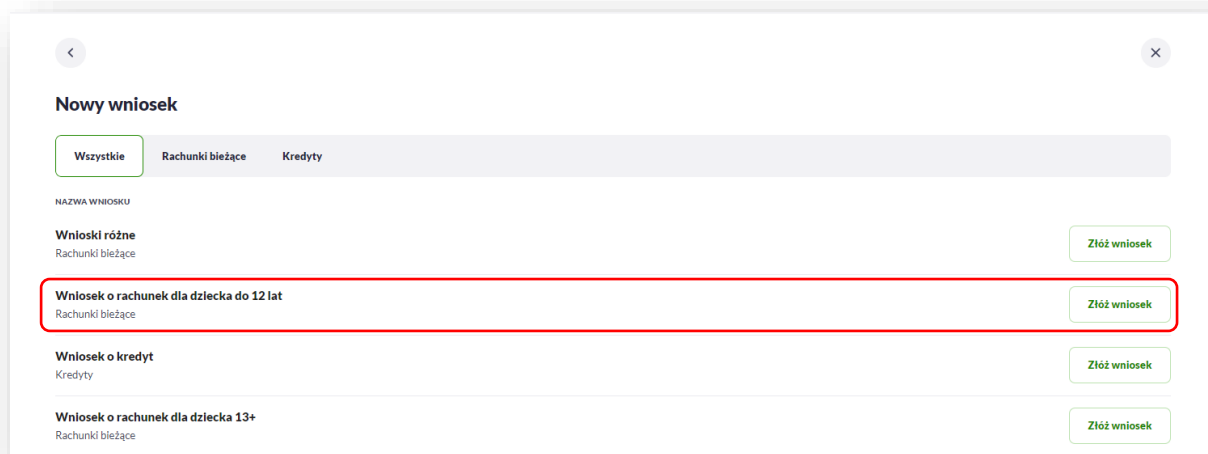 Nowy wniosek
Wszystkie Rachunki bieżące Kredyty
NAZWA WNIOSKU
Wnioski różne
Rachunki bieżące
Złóż wniosek
Wniosek o rachunek dla dziecka do 12 lat
Rachunki bieżące
Złóż wniosek
Wniosek o kredyt
Kredyty
Złóż wniosek
Wniosek o rachunek dla dziecka 13+
Rachunki bieżące
Złóż wniosek